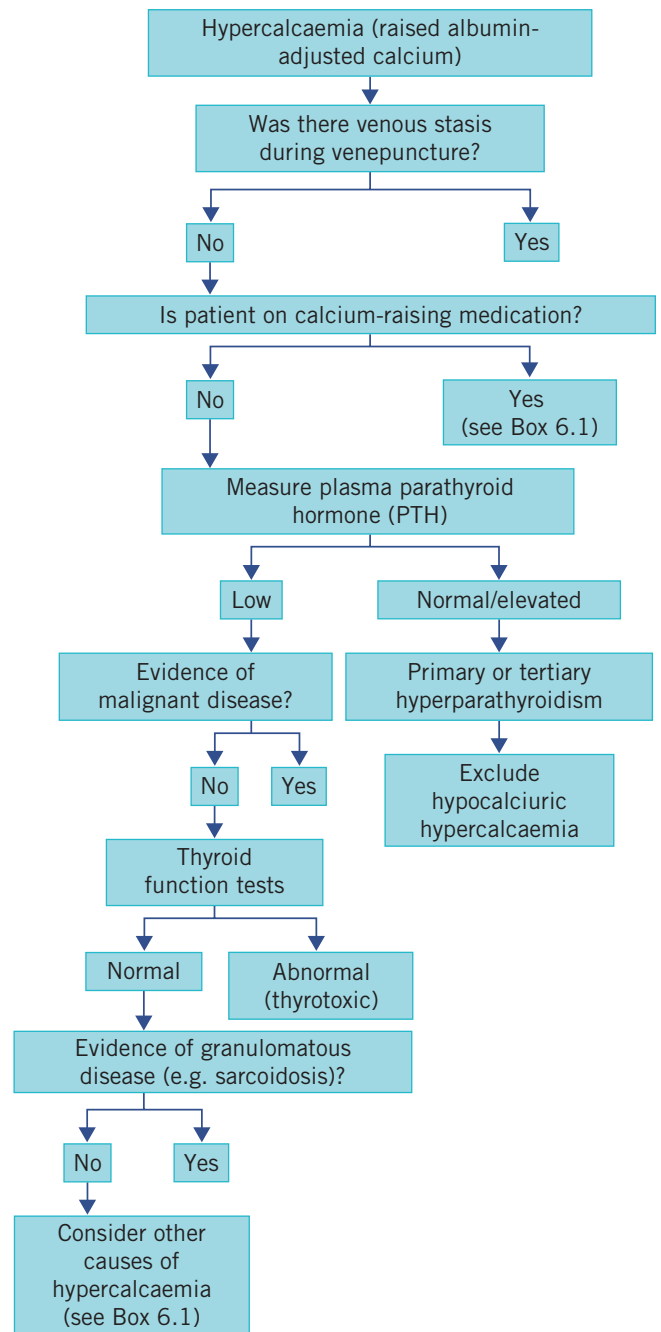 Hypercalcaemia (raised albumin-
adjusted calcium)
Was there venous stasis
during venepuncture?
No
Yes
Is patient on calcium-raising medication?
No
Yes
(see Box 6.1)
Measure plasma parathyroid
hormone (PTH)
Low
Normal/elevated
Evidence of
malignant disease?
Primary or tertiary
hyperparathyroidism
No
Yes
Exclude
hypocalciuric
hypercalcaemia
Thyroid
function tests
Normal
Abnormal
(thyrotoxic)
Evidence of granulomatous
disease (e.g. sarcoidosis)?
No
Yes
Consider other
causes of
hypercalcaemia
(see Box 6.1)